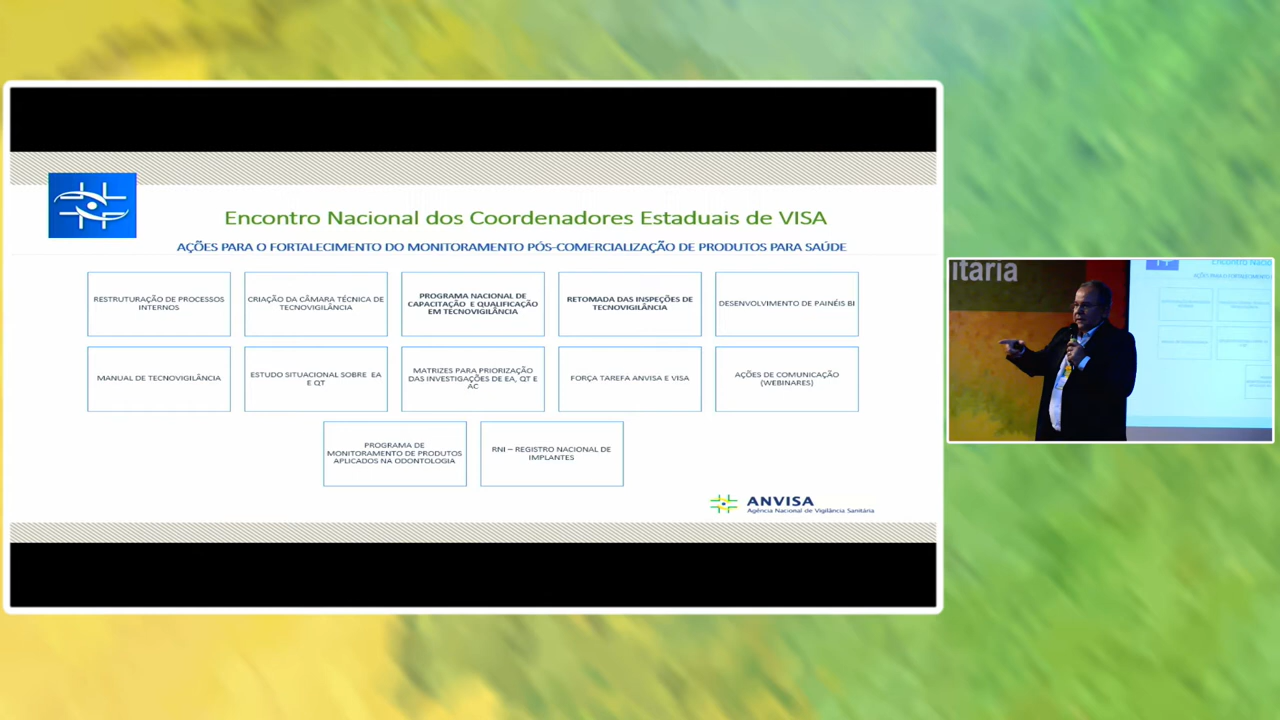 Encontro Nacional dos Coordenadores Estaduais de VISA
AÇÕES PARA O FORTALECIMENTO DO MONITORAMENTO PÓS-COMERCIALIZAÇÃO DE PRODUTOS PARA SAÚDE
RESTRUTURAÇÃO DE PROCESSOS
INTERNOS
CRIAÇÃO DA CÂMARA TÉCNICA DE
TECNOVIGILÂNCIA
PROGRAMA NACIONAL DE
CAPACITAÇÃO E QUALIFICAÇÃO
EM TECNOVIGILÂNCIA
RETOMADA DAS INSPEÇÕES DE
TECNOVIGILÂNCIA
DESENVOLVIMENTO DE PAINÉIS BI
MANUAL DE TECNOVIGILÂNCIA
ESTUDO SITUACIONAL SOBRE EA
E QT
MATRIZES PARA PRIORIZAÇÃO
DAS INVESTIGAÇÕES DE EA, QT E
AC
FORÇA TAREFA ANVISA E VISA
AÇÕES DE COMUNICAÇÃO
(WEBINARES)
PROGRAMA DE
MONITORAMENTO DE PRODUTOS
APLICADOS NA ODONTOLOGIA
RNI – REGISTRO NACIONAL DE
IMPLANTES
ANVISA
Agência Nacional de Vigilância Sanitária
itária
Encontro Nacio